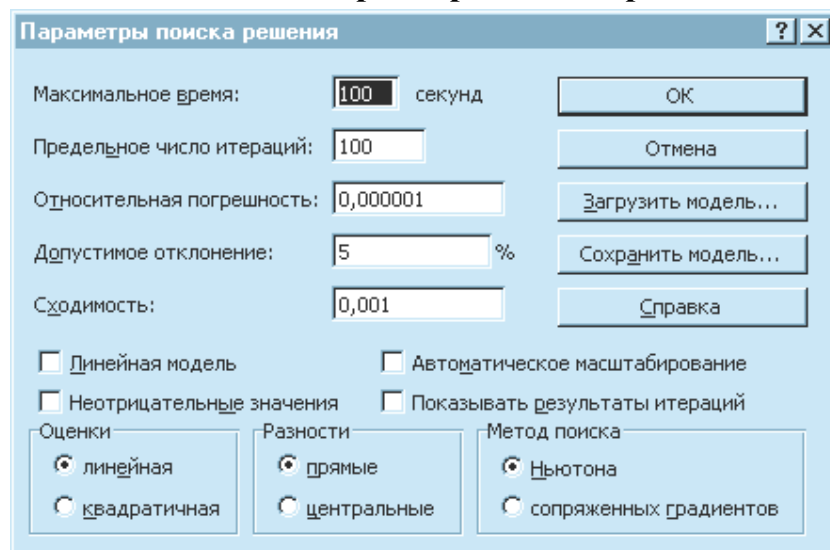 Параметры поиска решения
Максимальное время: 100 секунд OK
Предельное число итераций: 100 Отмена
Относительная погрешность: 0,000001 Загрузить модель...
Допустимое отклонение: 5 % Сохранить модель...
Сходимость: 0,001 Справка
Линейная модель Автоматическое масштабирование
Неотрицательные значения Показывать результаты итераций
Оценки Разности Метод поиска
линейная прямые Ньютона
квадратичная центральные сопряженных градиентов